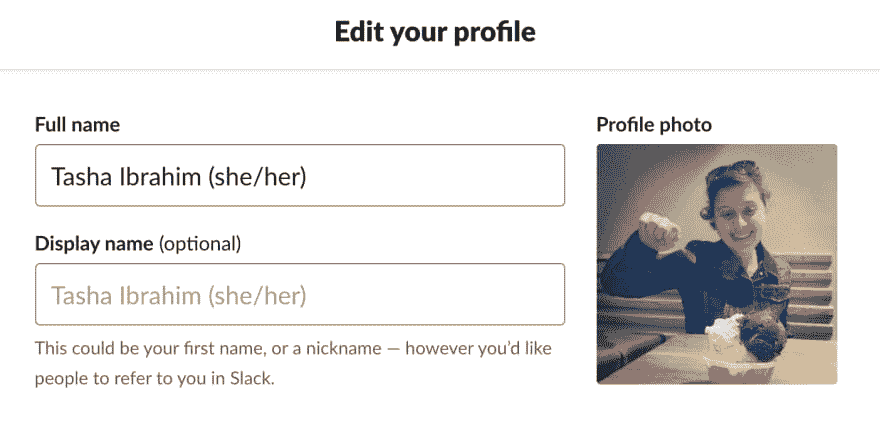 Edit your profile
Full name
Profile photo
Tasha Ibrahim (she/her)
Display name (optional)
Tasha Ibrahim (she/her)
This could be your first name, or a nickname — however you’d like
people to refer to you in Slack.